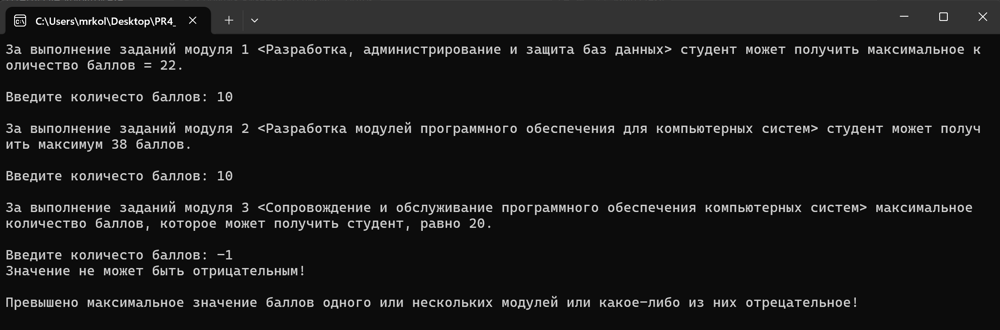 C:\Users\mrkol\Desktop\PR4_
За выполнение заданий модуля 1 <Разработка, администрирование и защита баз данных> студент может получить максимальное к
оличество баллов = 22.
Введите количесто баллов: 10
За выполнение заданий модуля 2 <Разработка модулей программного обеспечения для компьютерных систем> студент может получ
ить максимум 38 баллов.
Введите количесто баллов: 10
За выполнение заданий модуля 3 <Сопровождение и обслуживание программного обеспечения компьютерных систем> максимальное
количество баллов, которое может получить студент, равно 20.
Введите количесто баллов: -1
Значение не может быть отрицательным!
Превышено максимальное значение баллов одного или нескольких модулей или какое-либо из них отрецательное!